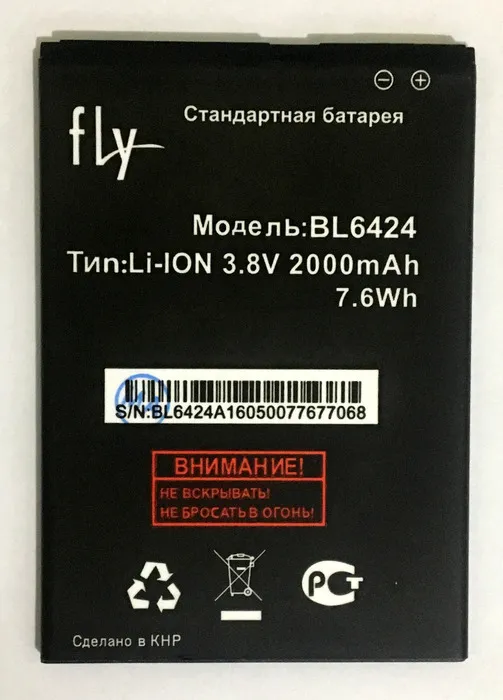 fly
Стандартная батарея
Модель:BL6424
Тип:Li-ION 3.8V 2000mAh
7.6Wh
S/N:BL6424A16050077677068
ВНИМАНИЕ!
НЕ ВСКРЫВАТЬ!
НЕ БРОСАТЬ В ОГОНЬ!
РСТ
Сделано в КНР